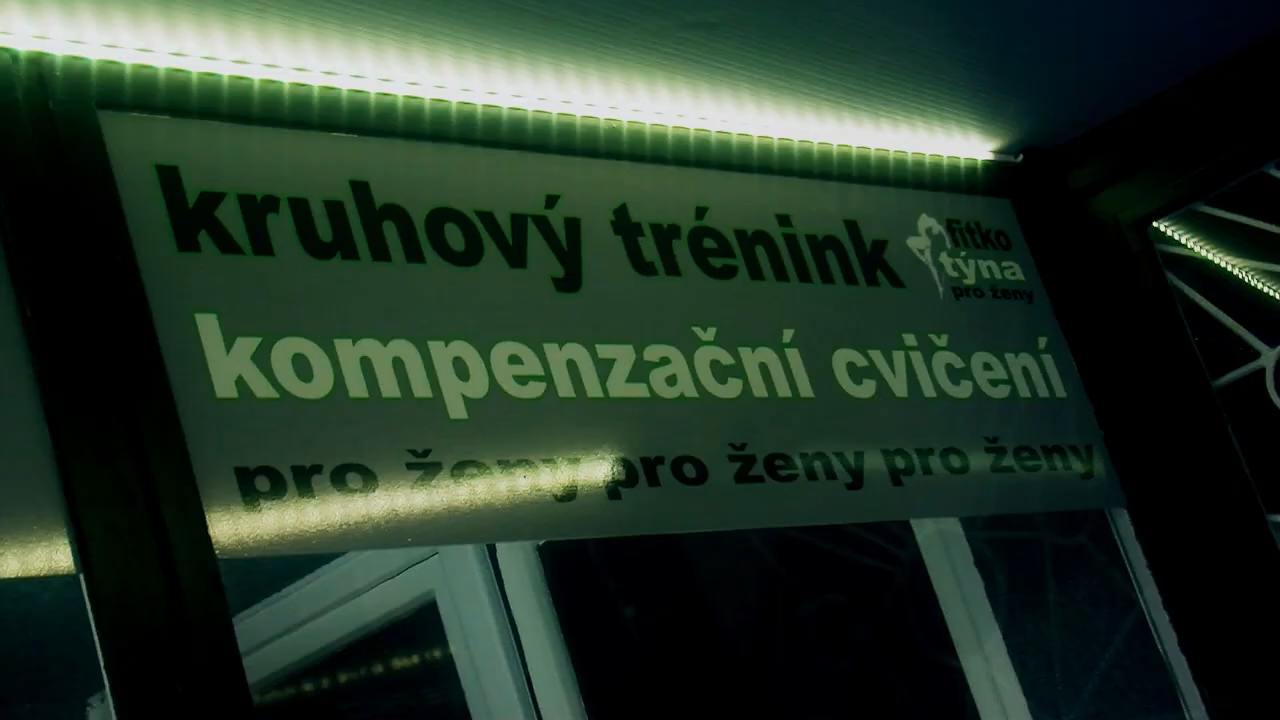 kruhový trénink
fitko
týna
pro ženy
kompenzační cvičení
pro ženy pro ženy pro ženy